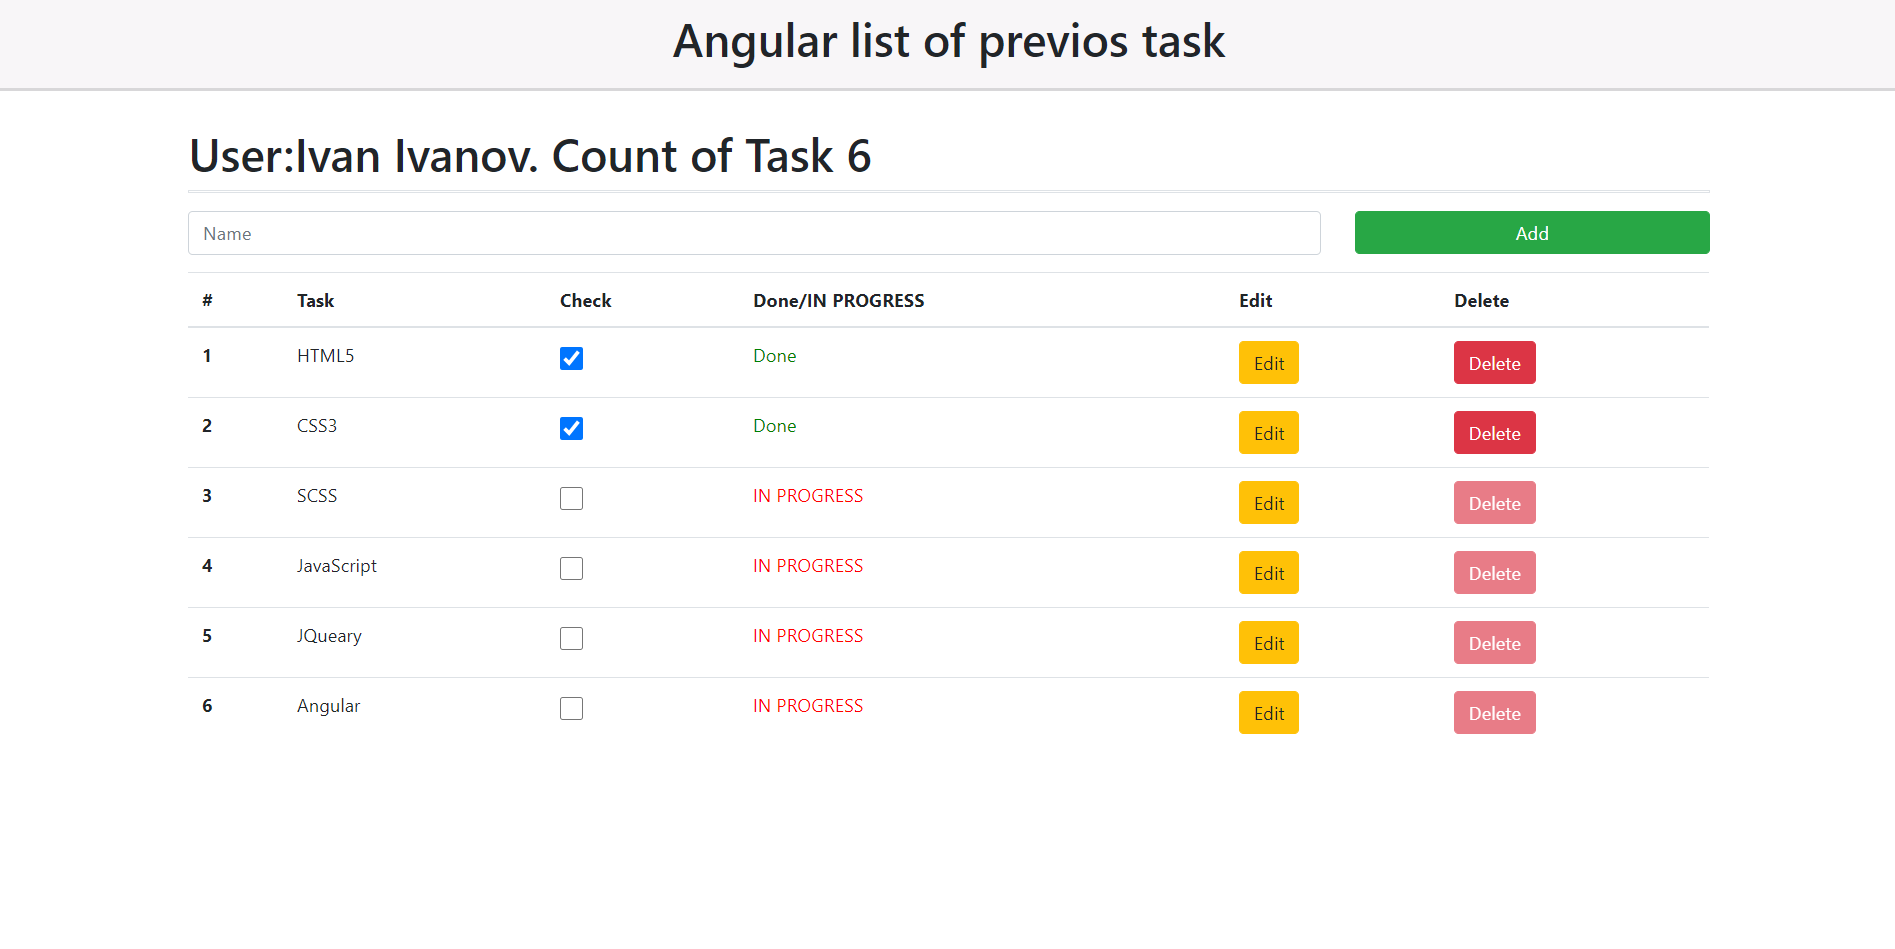 Angular list of previos task
User:Ivan Ivanov. Count of Task 6
Name Add
# Task Check Done/IN PROGRESS Edit Delete
1 HTML5 Done Edit Delete
2 CSS3 Done Edit Delete
3 SCSS IN PROGRESS Edit Delete
4 JavaScript IN PROGRESS Edit Delete
5 JQueary IN PROGRESS Edit Delete
6 Angular IN PROGRESS Edit Delete